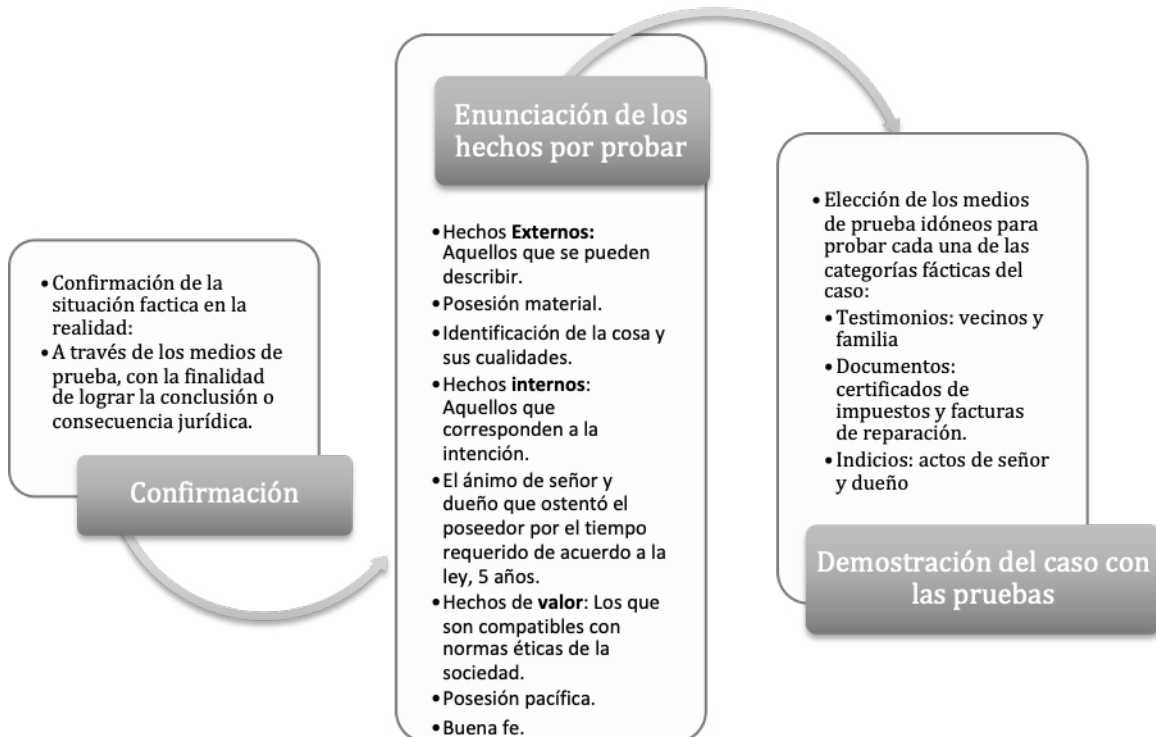 • Confirmación de la
situación factica en la
realidad:
• A través de los medios de
prueba, con la finalidad
de lograr la conclusión o
consecuencia jurídica.
Confirmación
Enunciación de los
hechos por probar
• Hechos Externos:
Aquellos que se pueden
describir.
• Posesión material.
• Identificación de la cosa y
sus cualidades.
• Hechos internos:
Aquellos que
corresponden a la
intención.
• El ánimo de señor y
dueño que ostentó el
poseedor por el tiempo
requerido de acuerdo a la
ley, 5 años.
• Hechos de valor: Los que
son compatibles con
normas éticas de la
sociedad.
• Posesión pacífica.
• Buena fe.
• Elección de los medios
de prueba idóneos para
probar cada una de las
categorías fácticas del
caso:
• Testimonios: vecinos y
familia
• Documentos:
certificados de
impuestos y facturas
de reparación.
• Indicios: actos de señor
y dueño
Demostración del caso con
las pruebas